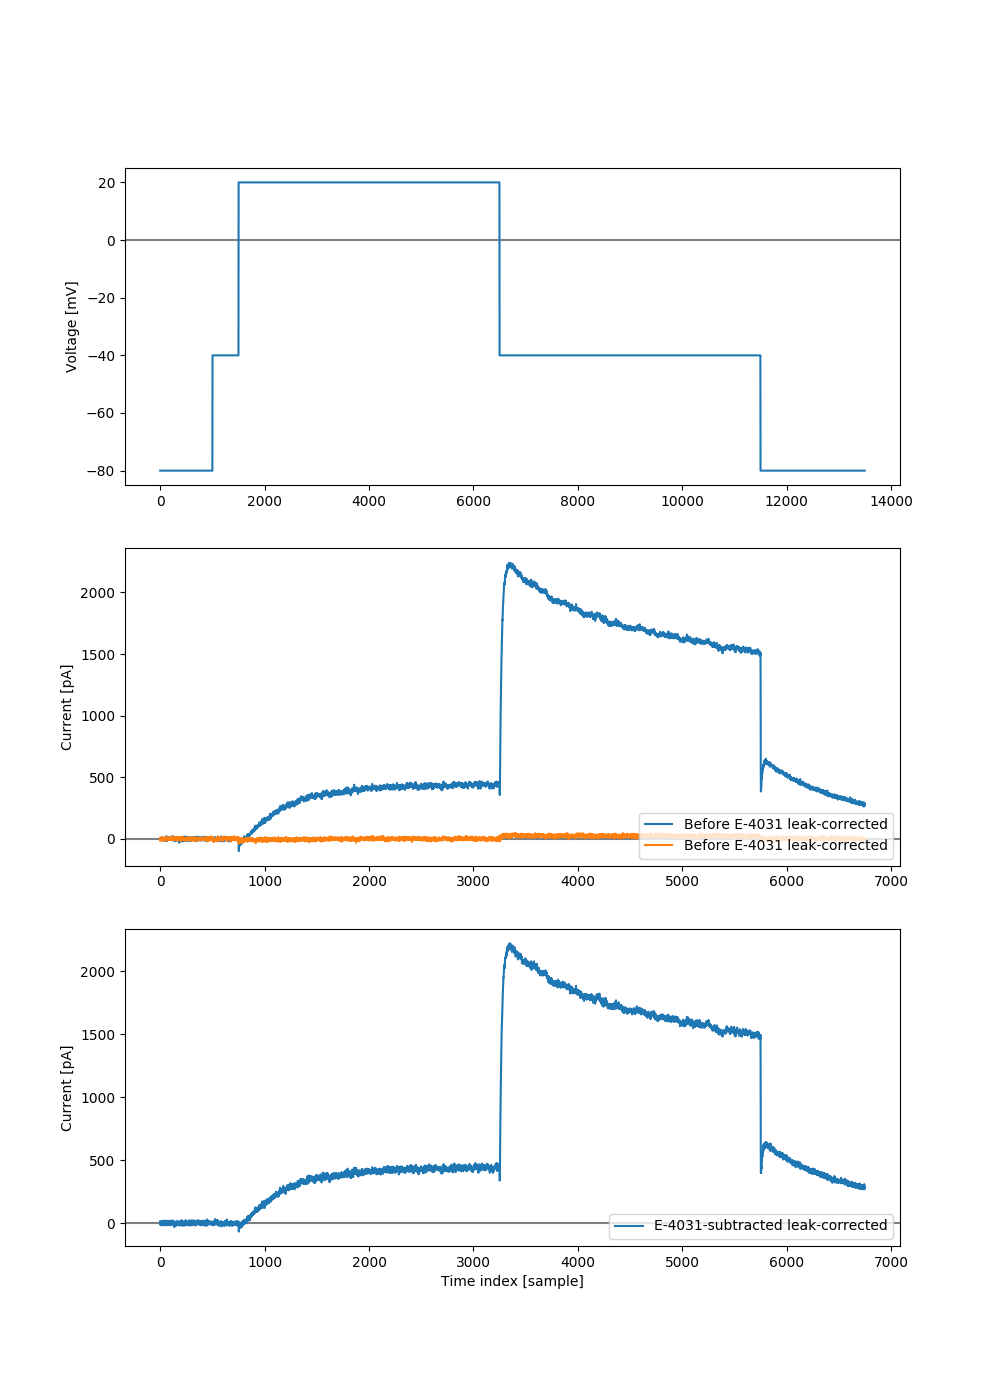 20
0
−20
−40
−60
−80
Voltage [mV]
0 2000 4000 6000 8000 10000 12000 14000
2000
1500
1000
500
0
Current [pA]
Before E-4031 leak-corrected
Before E-4031 leak-corrected
0 1000 2000 3000 4000 5000 6000 7000
2000
1500
1000
500
0
Current [pA]
E-4031-subtracted leak-corrected
0 1000 2000 3000 4000 5000 6000 7000
Time index [sample]